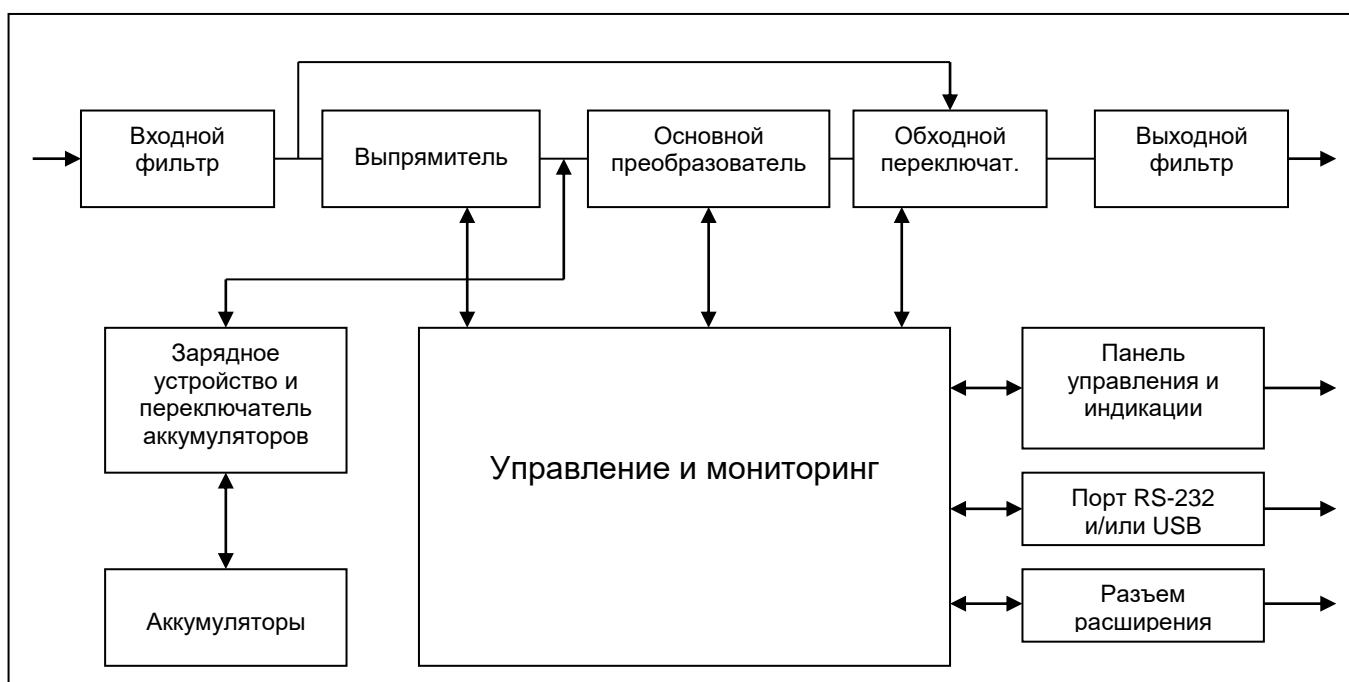 Входной
фильтр
Выпрямитель
Основной
преобразователь
Обходной
переключат.
Выходной
фильтр
Зарядное
устройство и
переключатель
аккумуляторов
Управление и мониторинг
Панель
управления и
индикации
Порт RS-232
и/или USB
Разъем
расширения
Аккумуляторы